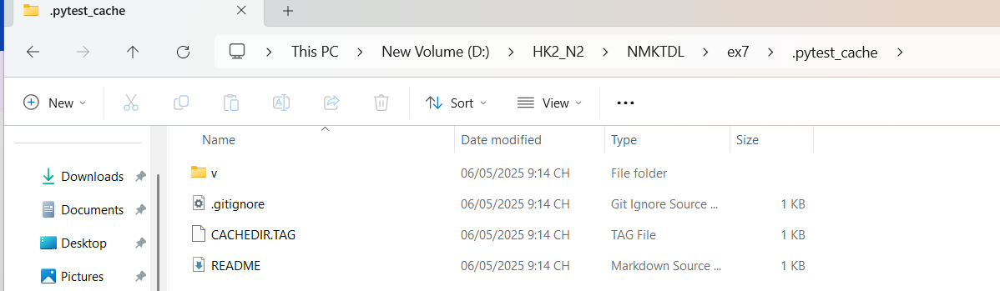 .pytest_cache
This PC > New Volume (D:) > HK2_N2 > NMKTDL > ex7 > .pytest_cache >
New Sort View
Name Date modified Type Size
Downloads
Documents
Desktop
Pictures
v 06/05/2025 9:14 CH File folder
.gitignore 06/05/2025 9:14 CH Git Ignore Source ... 1 KB
CACHEDIR.TAG 06/05/2025 9:14 CH TAG File 1 KB
README 06/05/2025 9:14 CH Markdown Source ... 1 KB